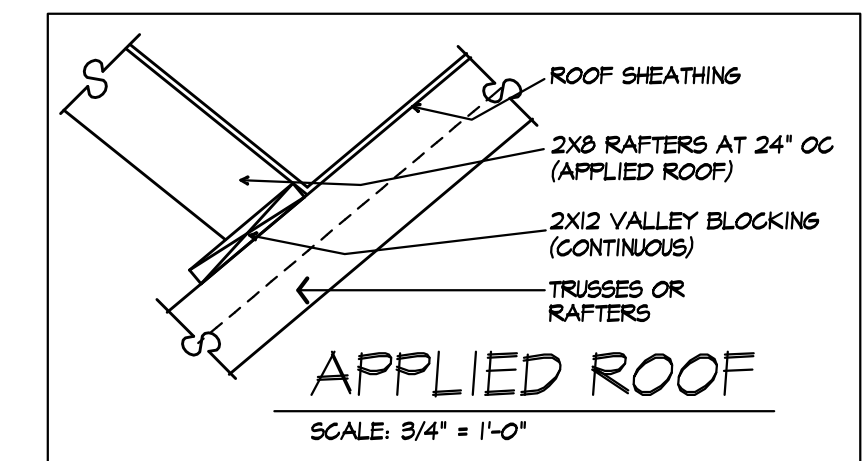 ROOF SHEATHING
2X8 RAFTERS AT 24" OC
(APPLIED ROOF)
2X12 VALLEY BLOCKING
(CONTINUOUS)
TRUSSES OR
RAFTERS
APPLIED ROOF
SCALE: 3/4" = 1'-0"